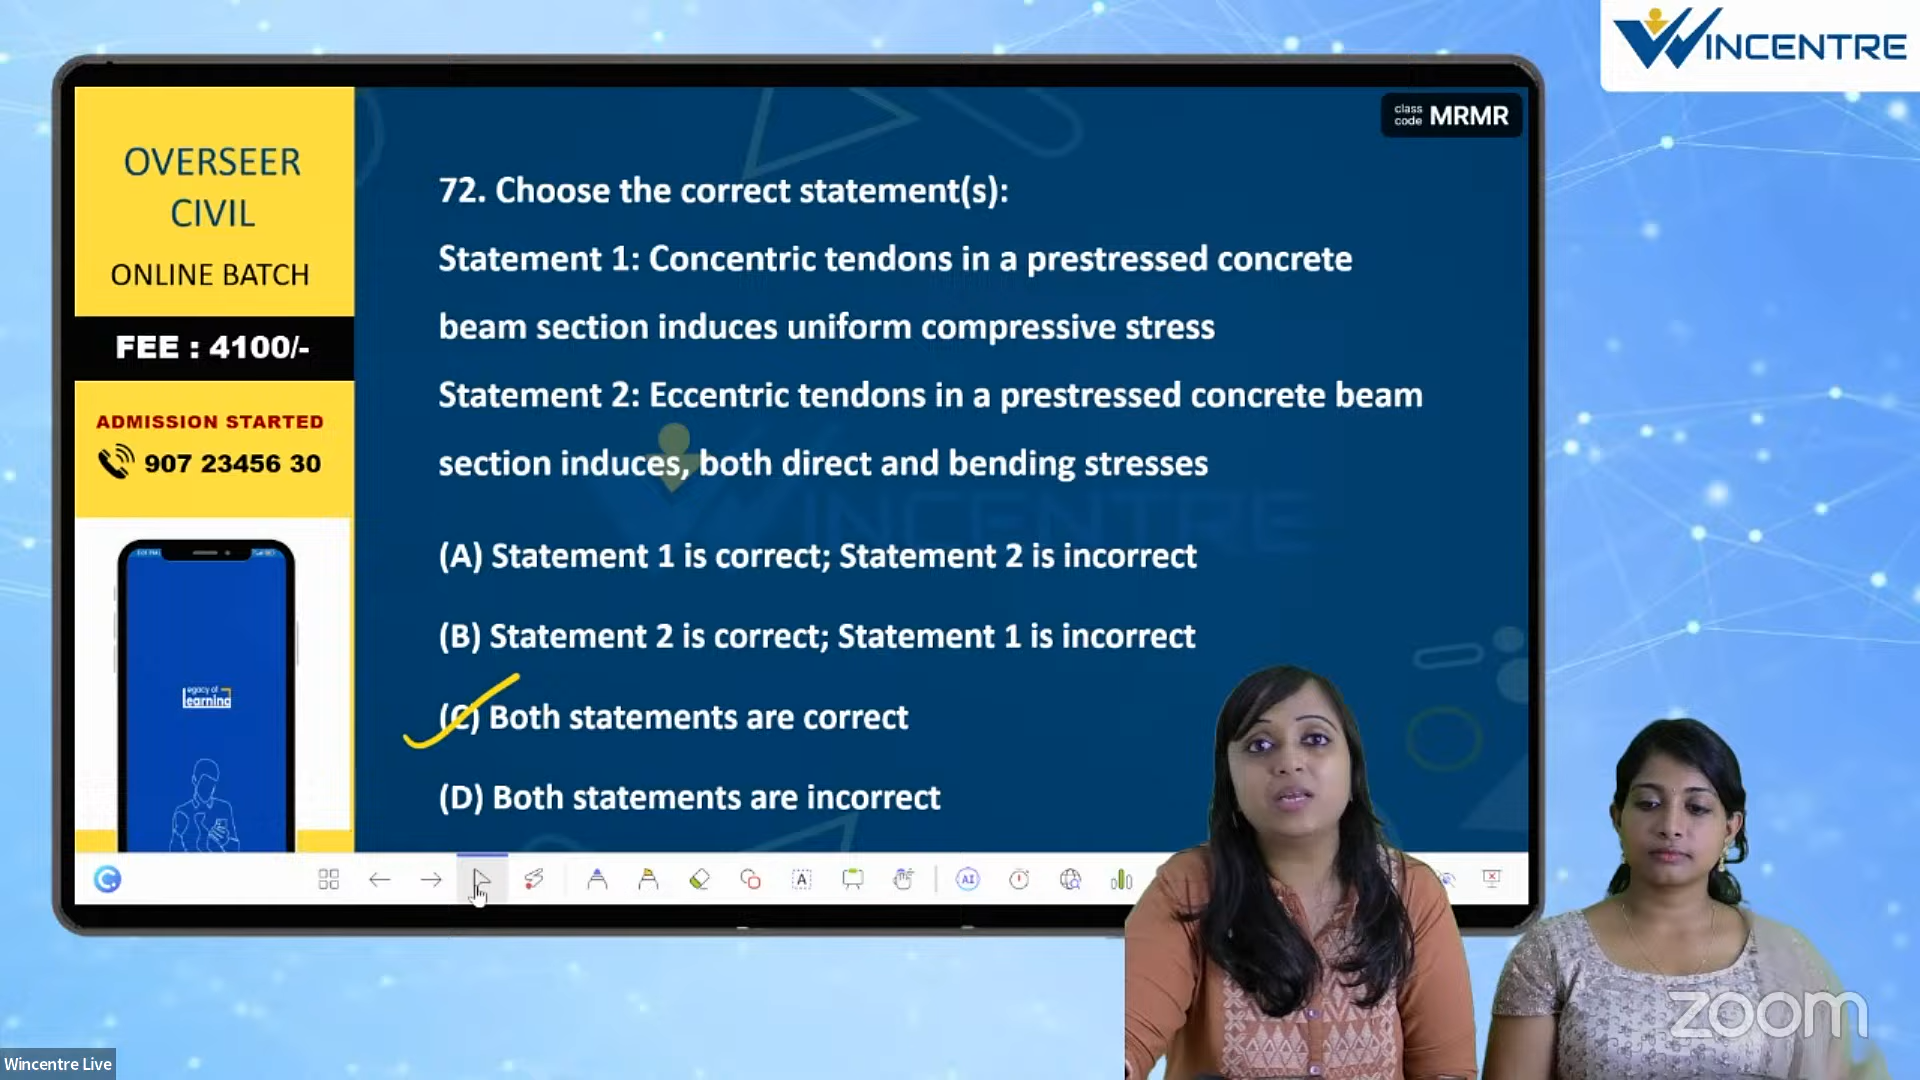 WINCENTRE
class code MRMR
OVERSEER
CIVIL
ONLINE BATCH
FEE : 4100/-
ADMISSION STARTED
907 23456 30
egacy of
Learning
72. Choose the correct statement(s):
Statement 1: Concentric tendons in a prestressed concrete
beam section induces uniform compressive stress
Statement 2: Eccentric tendons in a prestressed concrete beam
section induces, both direct and bending stresses
WINCENTRE
(A) Statement 1 is correct; Statement 2 is incorrect
(B) Statement 2 is correct; Statement 1 is incorrect
(C) Both statements are correct
(D) Both statements are incorrect
A
AI
zoom
Wincentre Live